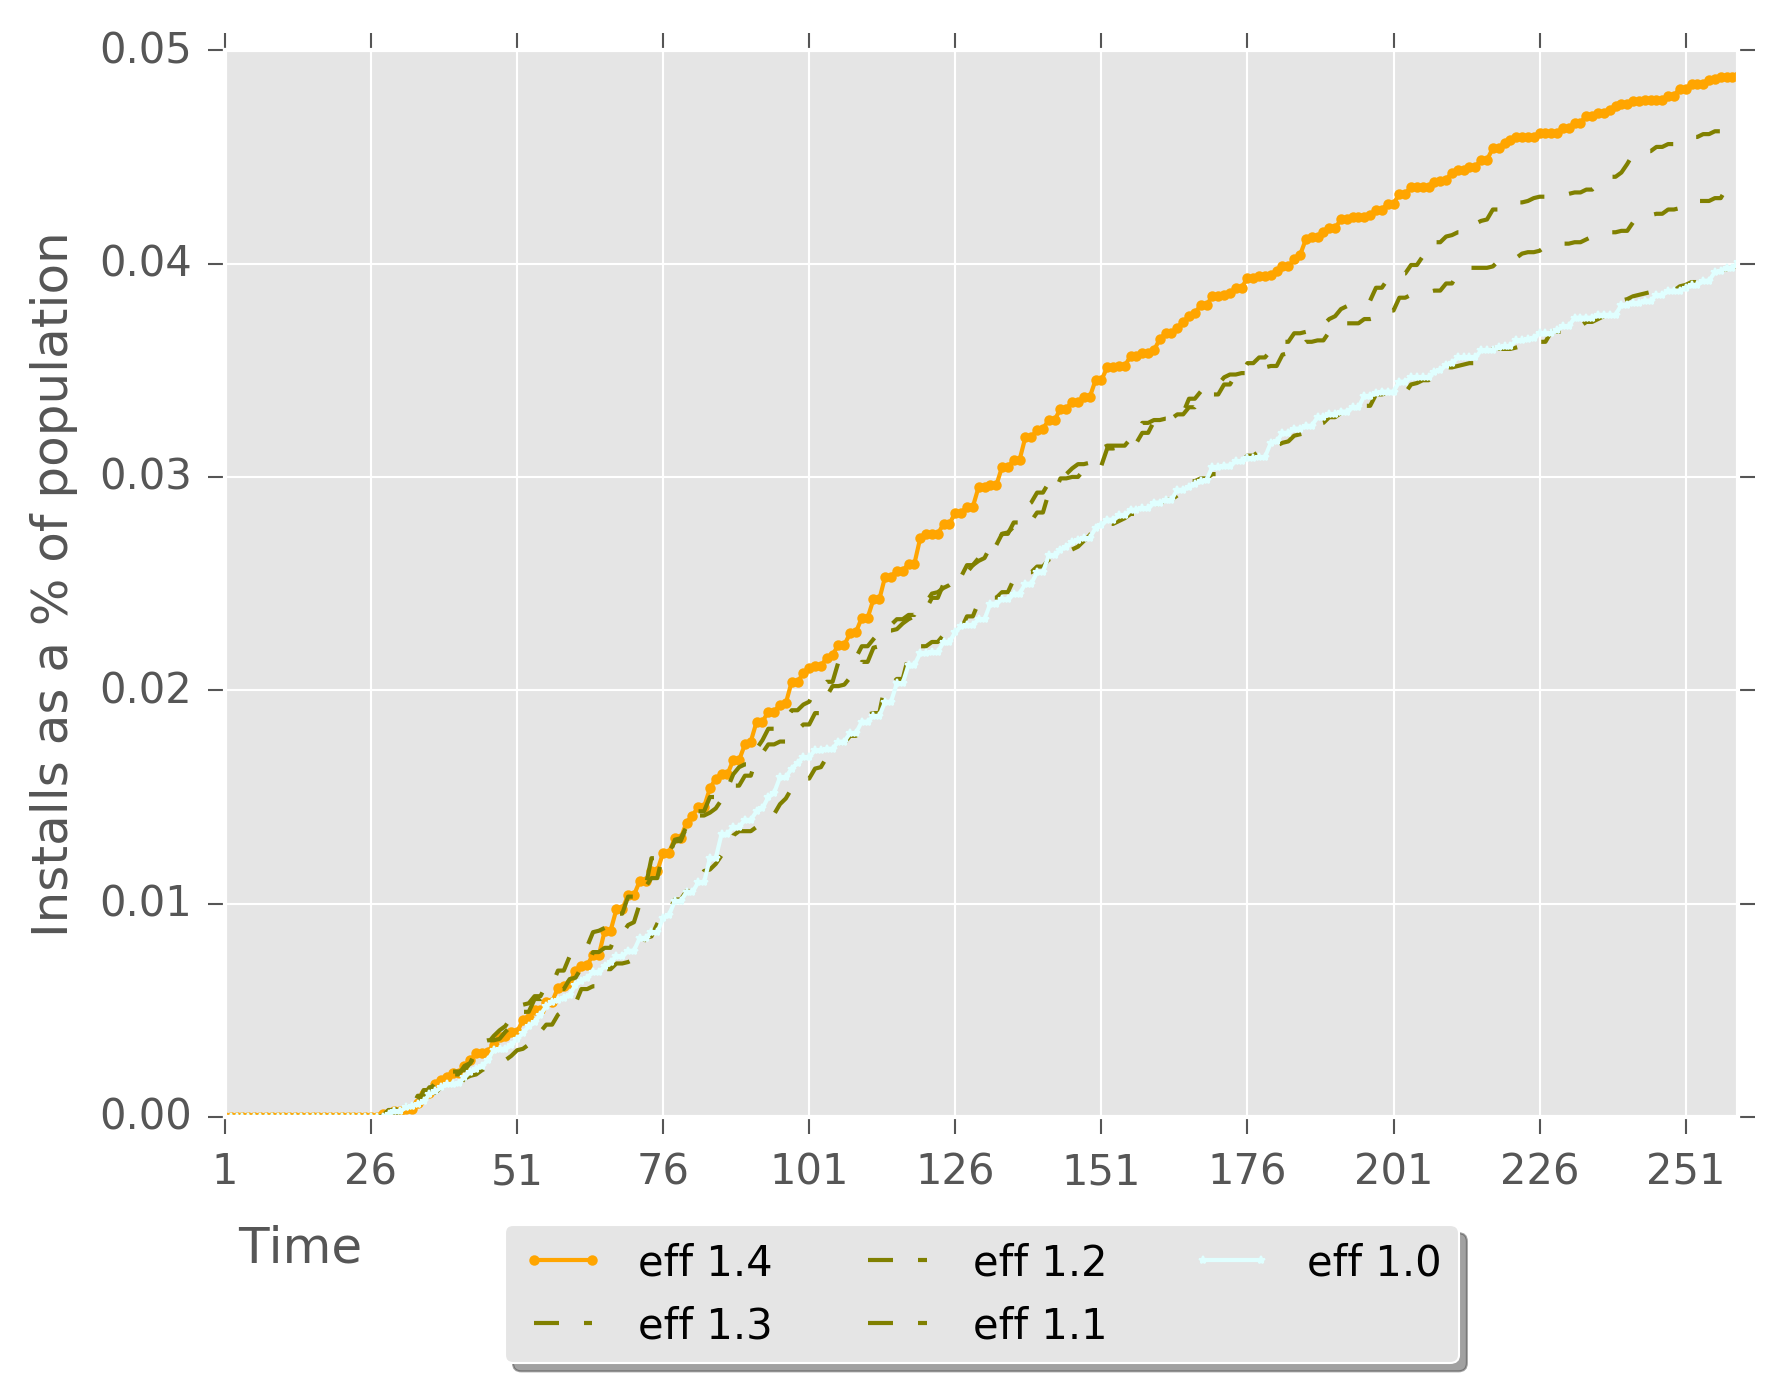 0.05
0.04
0.03
0.02
0.01
0.00
Installs as a % of population
1 26 51 76 101 126 151 176 201 226 251
Time
eff 1.4 eff 1.2 eff 1.0
eff 1.3 eff 1.1